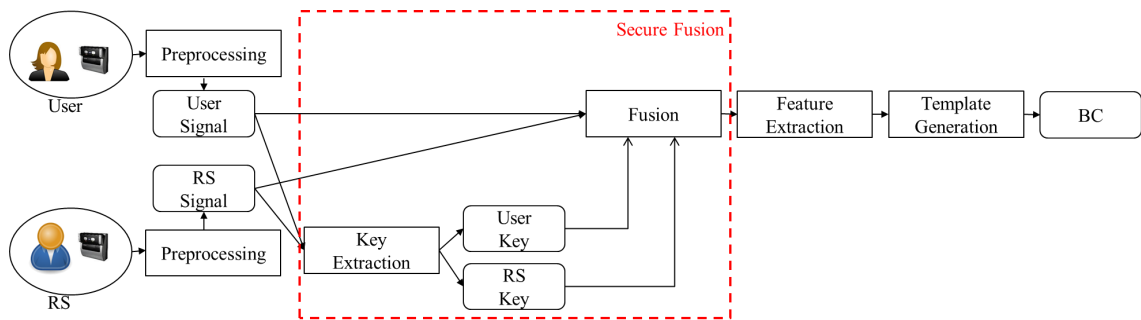 Secure Fusion
User
Preprocessing
User
Signal
RS
Signal
Preprocessing
RS
Key
Extraction
User
Key
RS
Key
Fusion
Feature
Extraction
Template
Generation
BC